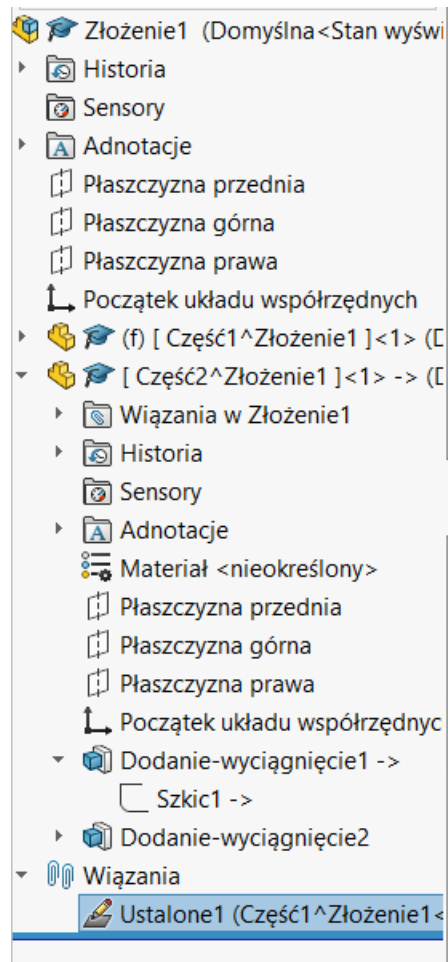 Złożenie1 (Domyślna<Stan wyświ
Historia
Sensory
Adnotacje
Płaszczyzna przednia
Płaszczyzna górna
Płaszczyzna prawa
Początek układu współrzędnych
(f) [ Część1^Złożenie1 ]<1> (D
[ Część2^Złożenie1 ]<1> -> (D
Wiązania w Złożenie1
Historia
Sensory
Adnotacje
Materiał <nieokreślony>
Płaszczyzna przednia
Płaszczyzna górna
Płaszczyzna prawa
Początek układu współrzędnyc
Dodanie-wyciągnięcie1 ->
Szkic1 ->
Dodanie-wyciągnięcie2
Wiązania
Ustalone1 (Część1^Złożenie1<